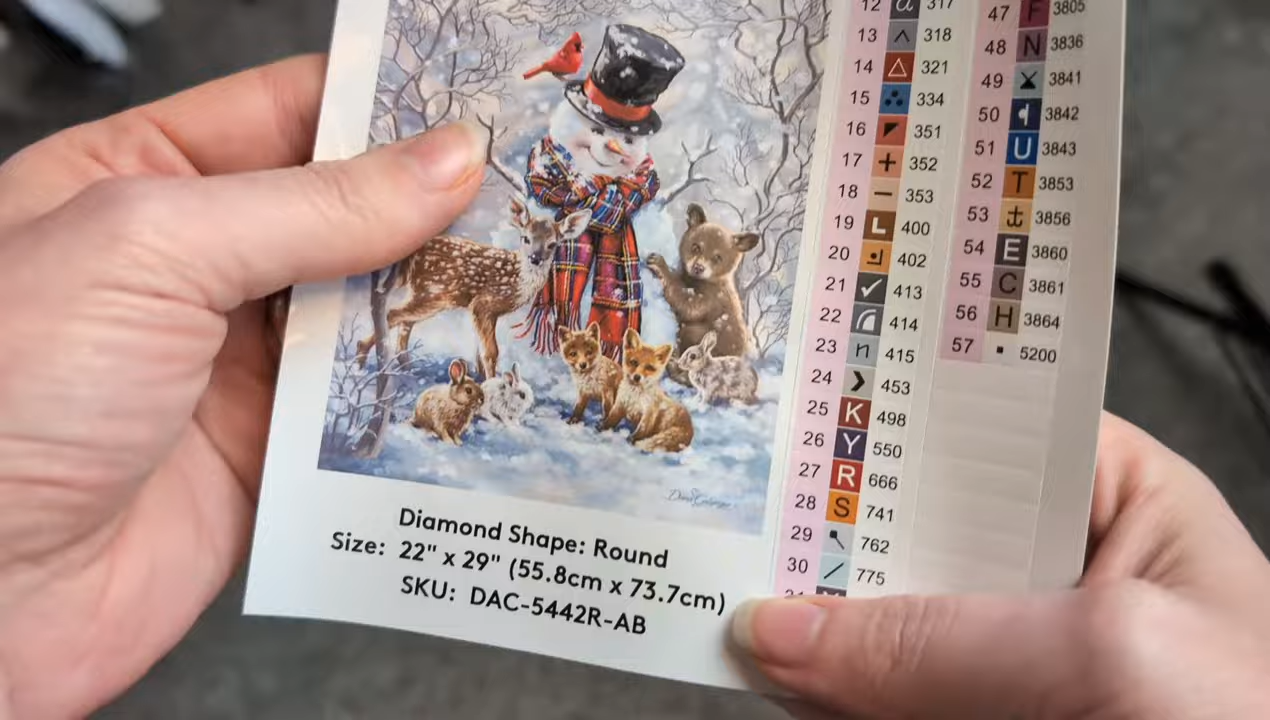 12 α 317
13 ^ 318
14 △ 321
15 334
16 351
17 + 352
18 – 353
19 L 400
20 402
21 ✓ 413
22 414
23 n 415
24 453
25 K 498
26 Y 550
27 R 666
28 S 741
29 762
30 / 775
47 F 3805
48 N 3836
49 3841
50 3842
51 U 3843
52 T 3853
53 ⚓ 3856
54 E 3860
55 C 3861
56 H 3864
57 ▪ 5200
Diamond Shape: Round
Size: 22" x 29" (55.8cm x 73.7cm)
SKU: DAC-5442R-AB